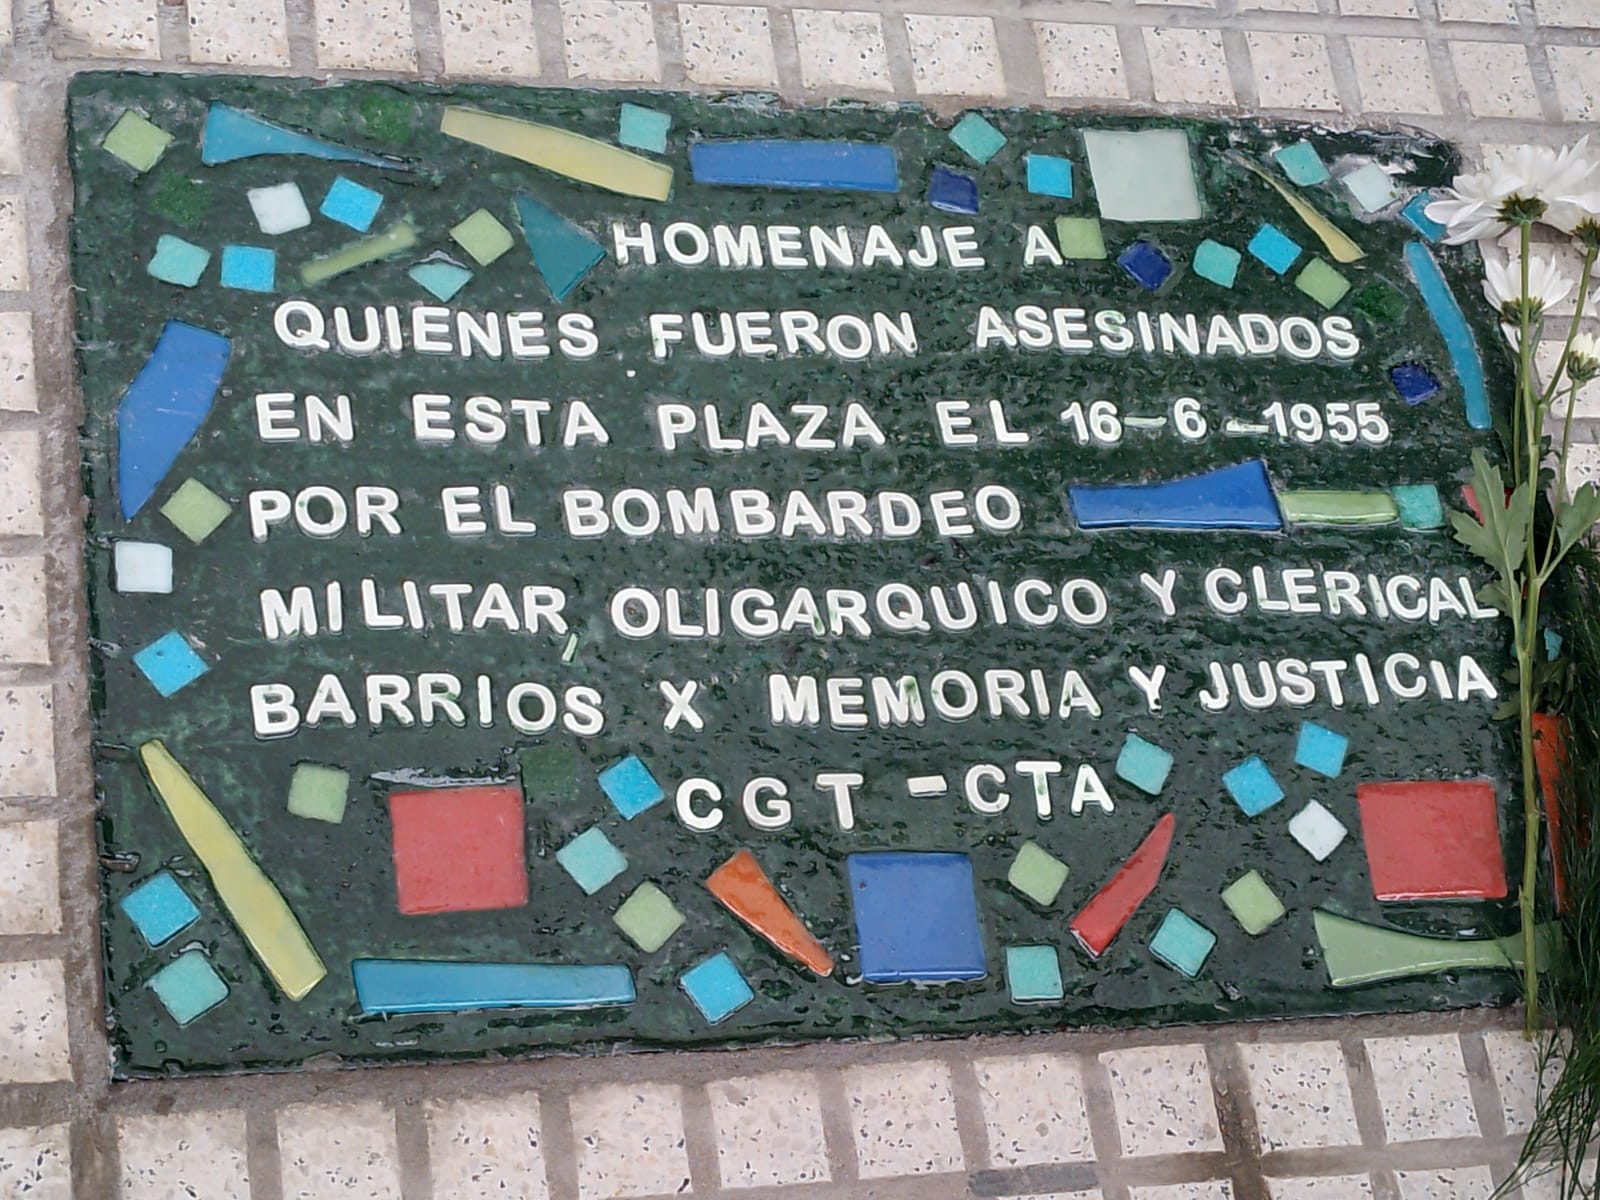 HOMENAJE A
QUIENES FUERON ASESINADOS
EN ESTA PLAZA EL 16-6-1955
POR EL BOMBARDEO
MILITAR OLIGARQUICO Y CLERICAL
BARRIOS X MEMORIA Y JUSTICIA
CGT-CTA